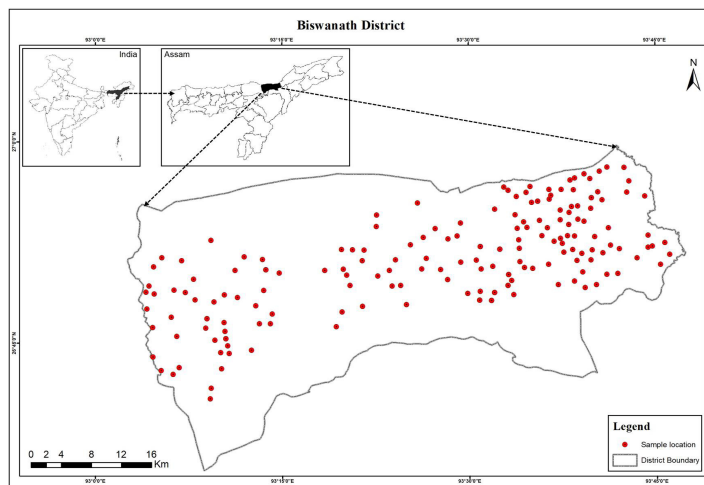 Biswanath District
93°0'0"E 93°15'0"E 93°30'0"E 93°45'0"E
India
Assam
N
27°0'0"N
26°45'0"N
Legend
Sample location
District Boundary
0 2 4 8 12 16
Km
93°0'0"E 93°15'0"E 93°30'0"E 93°45'0"E